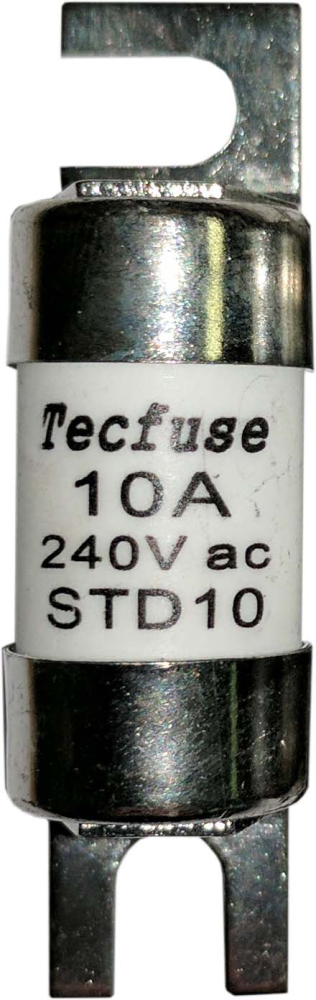 Tecfuse
10A
240V ac
STD10